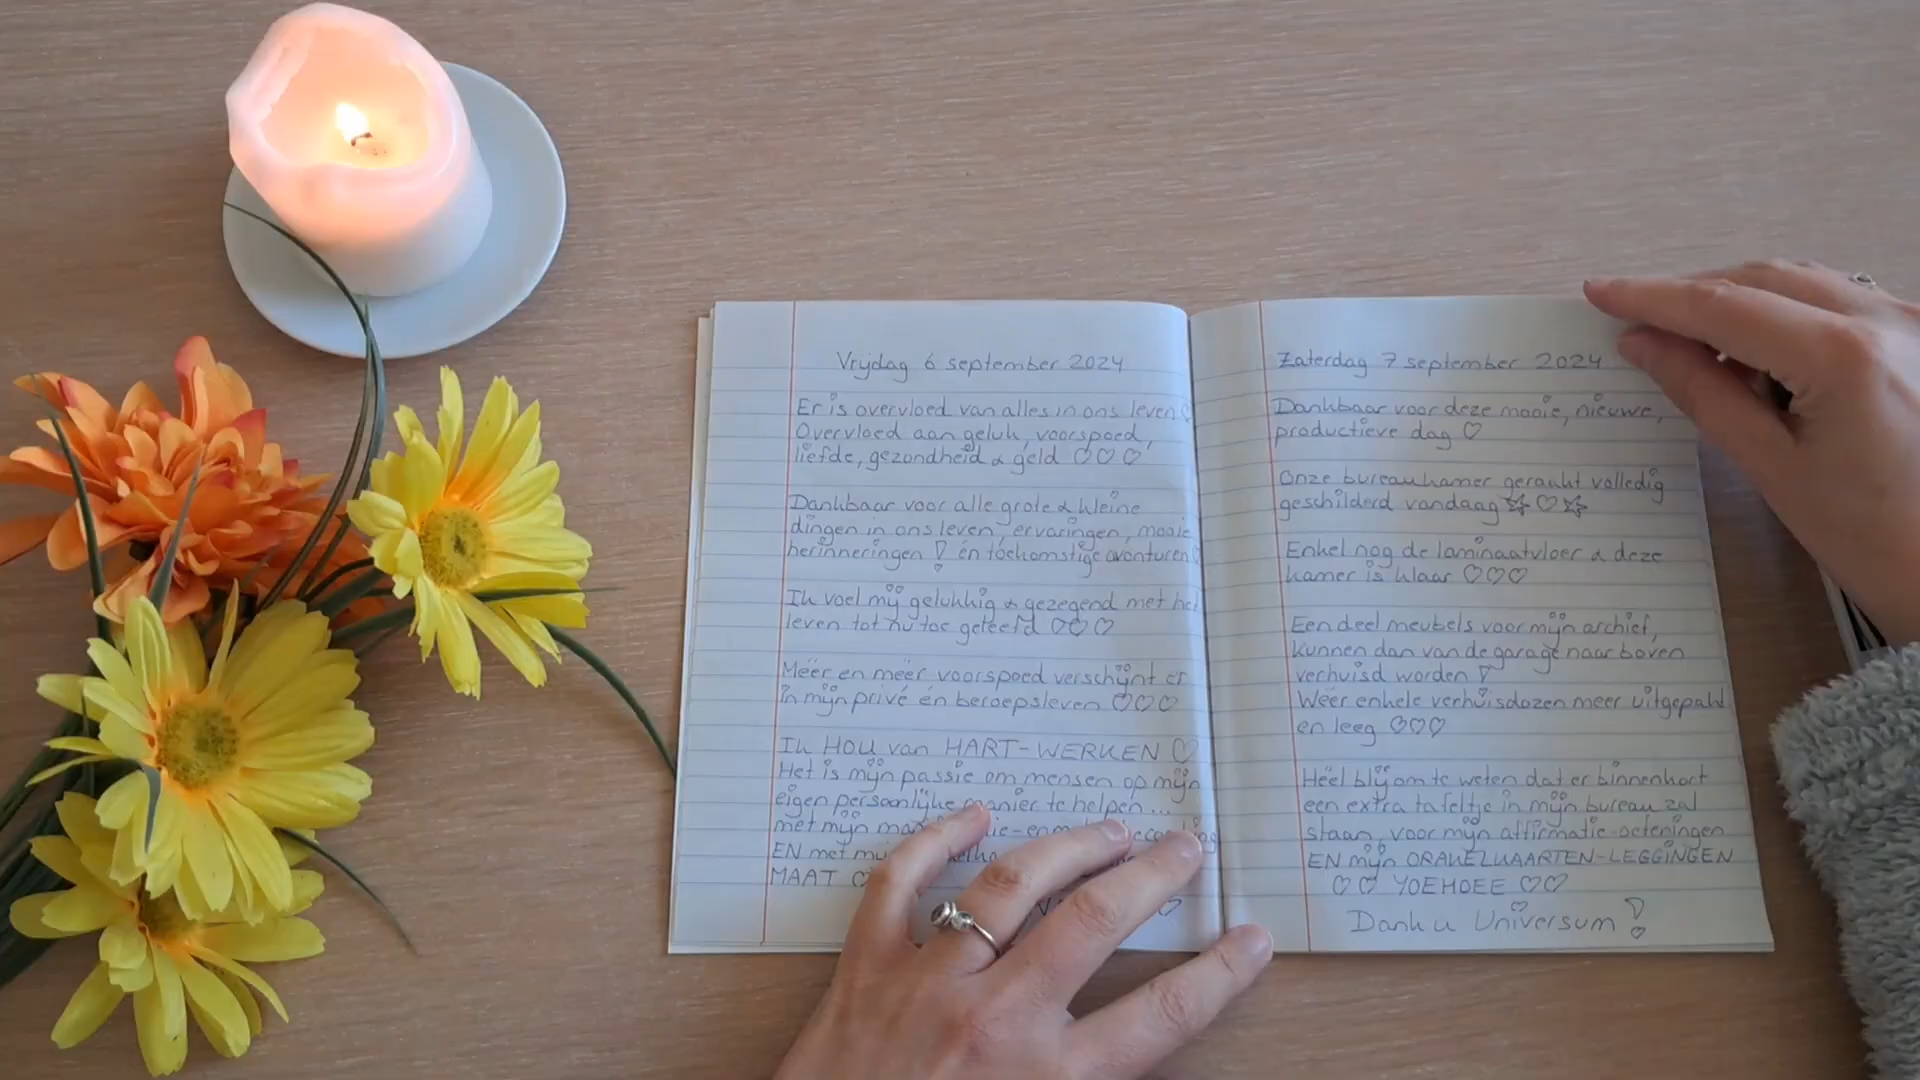 Vrijdag 6 september 2024
Er is overvloed van alles in ons leven ♡
Overvloed aan geluk, voorspoed,
liefde, gezondheid & geld ♡♡♡
Dankbaar voor alle grote & kleine
dingen in ons leven, ervaringen, mooie
herinneringen ! en toekomstige avonturen
Ik voel mij gelukkig & gezegend met het
leven tot nu toe geleefd ♡♡♡
Méér en méér voorspoed verschijnt er
in mijn privé én beroepsleven ♡♡♡
Ik HOU van HART-WERKEN ♡
Het is mijn passie om mensen op mijn
eigen persoonlijke manier te helpen...
met mijn
EN met
MAAT ♡
Zaterdag 7 september 2024
Dankbaar voor deze mooie, nieuwe,
productieve dag ♡
Onze bureaukamer geraakt volledig
geschilderd vandaag ☆♡☆
Enkel nog de laminaatvloer & deze
kamer is klaar ♡♡♡
Een deel meubels voor mijn archief,
kunnen dan van de garage naar boven
verhuisd worden !
Weer enkele verhuisdozen meer uitgepakt
en leeg ♡♡♡
Héél blij om te weten dat er binnenkort
een extra tafeltje in mijn bureau zal
staan, voor mijn affirmatie-oefeningen
EN mijn ORAKELKAARTEN-LEGGINGEN
♡♡ YOEHOEE ♡♡
Dank u Universum !